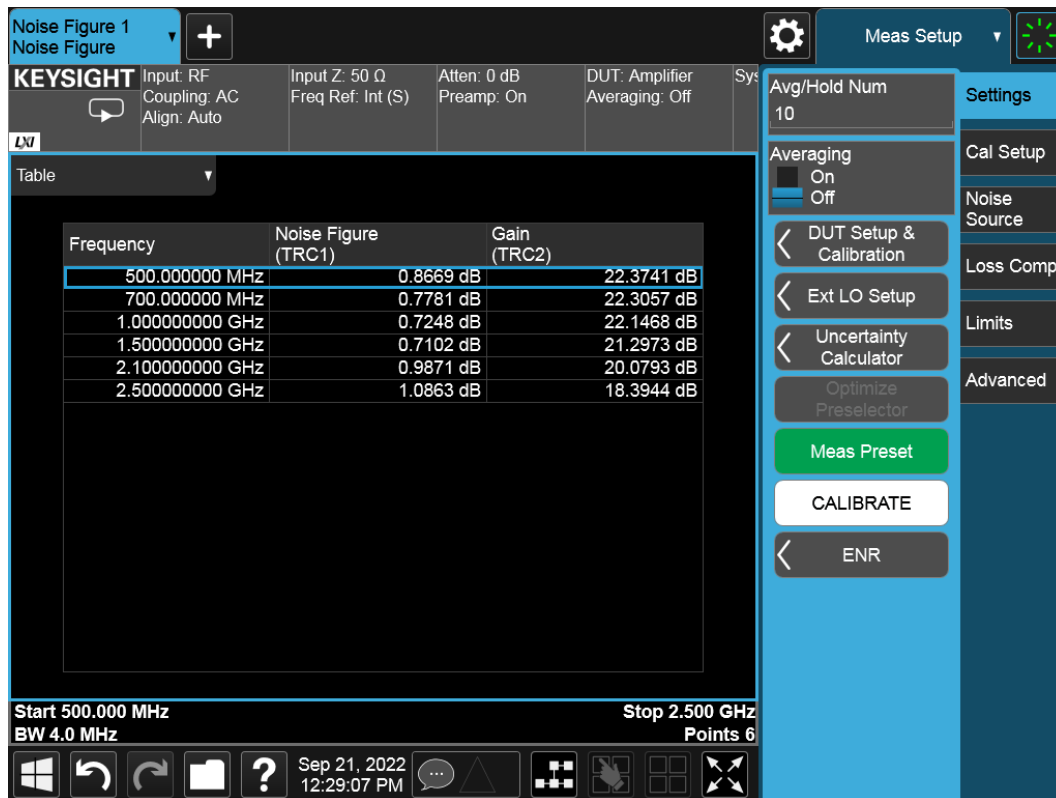 Noise Figure 1
Noise Figure
+
Meas Setup
KEYSIGHT
LXI
Input: RF
Coupling: AC
Align: Auto
Input Z: 50 Ω
Freq Ref: Int (S)
Atten: 0 dB
Preamp: On
DUT: Amplifier
Averaging: Off
Sys
Table
Frequency Noise Figure (TRC1) Gain (TRC2)
500.000000 MHz 0.8669 dB 22.3741 dB
700.000000 MHz 0.7781 dB 22.3057 dB
1.000000000 GHz 0.7248 dB 22.1468 dB
1.500000000 GHz 0.7102 dB 21.2973 dB
2.100000000 GHz 0.9871 dB 20.0793 dB
2.500000000 GHz 1.0863 dB 18.3944 dB
Start 500.000 MHz Stop 2.500 GHz
BW 4.0 MHz Points 6
Avg/Hold Num
10
Averaging
On
Off
DUT Setup &
Calibration
Ext LO Setup
Uncertainty
Calculator
Optimize
Preselector
Meas Preset
CALIBRATE
ENR
Settings
Cal Setup
Noise
Source
Loss Comp
Limits
Advanced
?
Sep 21, 2022
12:29:07 PM